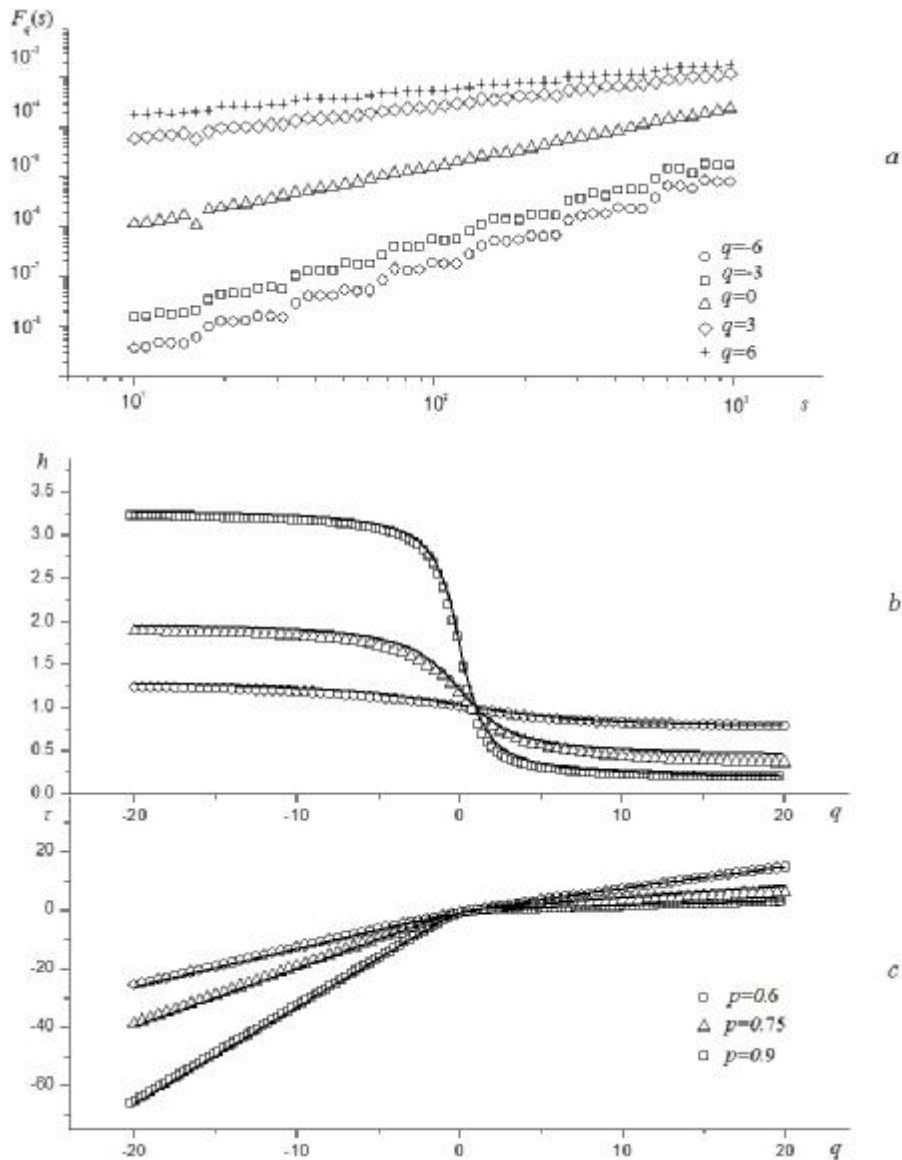 F_q(s)
10⁻³
10⁻⁴
10⁻⁵
10⁻⁶
10⁻⁷
10⁻⁸
a
q=-6
q=-3
q=0
q=3
q=6
10¹
10²
10³
s
h
3.5
3.0
2.5
2.0
1.5
1.0
0.5
0.0
b
-20
-10
0
10
20
q
τ
20
0
-20
-40
-60
c
p=0.6
p=0.75
p=0.9
-20
-10
0
10
20
q